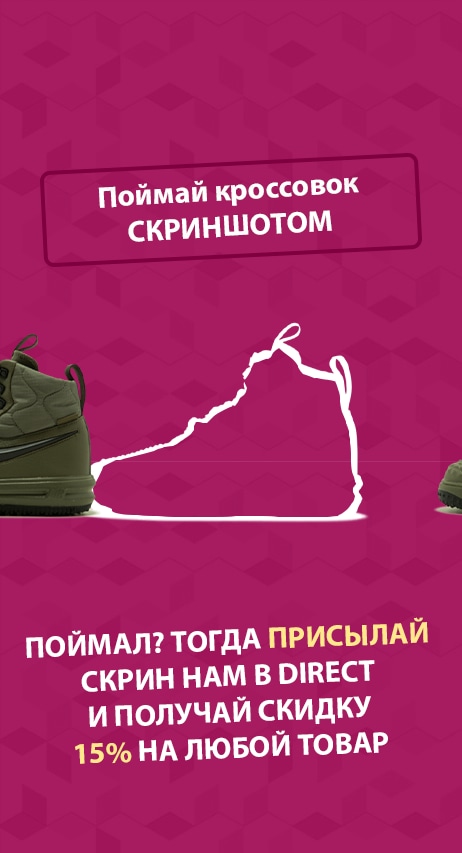 Поймай кроссовок
СКРИНШОТОМ
ПОЙМАЛ? ТОГДА ПРИСЫЛАЙ
СКРИН НАМ В DIRECT
И ПОЛУЧАЙ СКИДКУ
15% НА ЛЮБОЙ ТОВАР